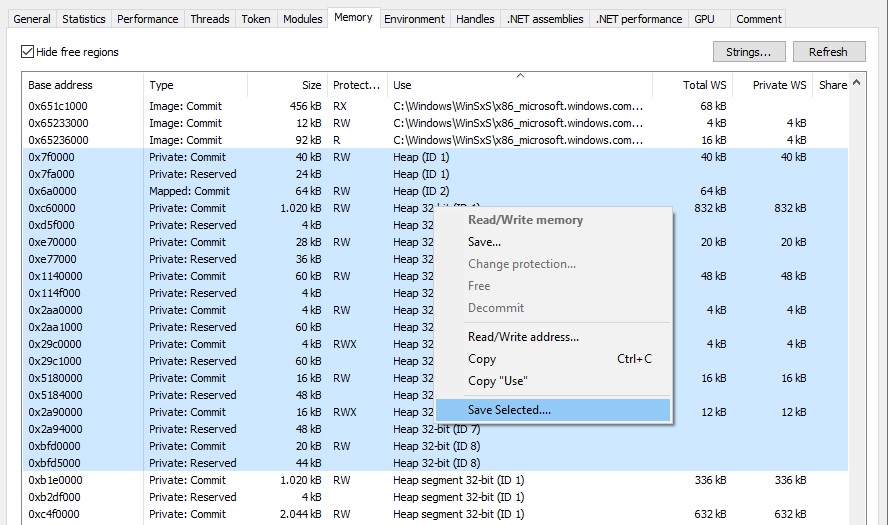 General Statistics Performance Threads Token Modules Memory Environment Handles .NET assemblies .NET performance GPU Comment
Hide free regions Strings... Refresh
Base address Type Size Protect... Use Total WS Private WS Share
0x651c1000 Image: Commit 456 kB RX C:\Windows\WinSxS\x86_microsoft.windows.com... 68 kB
0x65233000 Image: Commit 12 kB RW C:\Windows\WinSxS\x86_microsoft.windows.com... 4 kB 4 kB
0x65236000 Image: Commit 92 kB R C:\Windows\WinSxS\x86_microsoft.windows.com... 16 kB 4 kB
0x7f0000 Private: Commit 40 kB RW Heap (ID 1) 40 kB 40 kB
0x7fa000 Private: Reserved 24 kB Heap (ID 1)
0x6a0000 Mapped: Commit 64 kB RW Heap (ID 2) 64 kB
0xc60000 Private: Commit 1.020 kB RW Heap 32-bit (ID 1) 832 kB 832 kB
0xd5f000 Private: Reserved 4 kB Heap 32
0xe70000 Private: Commit 28 kB RW Heap 32 20 kB 20 kB
0xe77000 Private: Reserved 36 kB Heap 32
0x1140000 Private: Commit 60 kB RW Heap 32 48 kB 48 kB
0x114f000 Private: Reserved 4 kB Heap 32
0x2aa0000 Private: Commit 4 kB RW Heap 32 4 kB 4 kB
0x2aa1000 Private: Reserved 60 kB Heap 32
0x29c0000 Private: Commit 4 kB RWX Heap 32 4 kB 4 kB
0x29c1000 Private: Reserved 60 kB Heap 32
0x5180000 Private: Commit 16 kB RW Heap 32 16 kB 16 kB
0x5184000 Private: Reserved 48 kB Heap 32
0x2a90000 Private: Commit 16 kB RWX Heap 32 12 kB 12 kB
0x2a94000 Private: Reserved 48 kB Heap 32-bit (ID 7)
0xbfd0000 Private: Commit 20 kB RW Heap 32-bit (ID 8)
0xbfd5000 Private: Reserved 44 kB Heap 32-bit (ID 8)
0xb1e0000 Private: Commit 1.020 kB RW Heap segment 32-bit (ID 1) 336 kB 336 kB
0xb2df000 Private: Reserved 4 kB Heap segment 32-bit (ID 1)
0xc4f0000 Private: Commit 2.044 kB RW Heap segment 32-bit (ID 1) 632 kB 632 kB
Read/Write memory
Save...
Change protection...
Free
Decommit
Read/Write address...
Copy Ctrl+C
Copy "Use"
Save Selected....